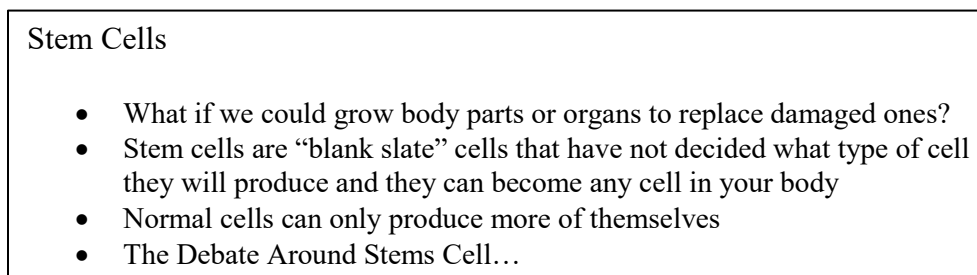 Stem Cells
• What if we could grow body parts or organs to replace damaged ones?
• Stem cells are “blank slate” cells that have not decided what type of cell
they will produce and they can become any cell in your body
• Normal cells can only produce more of themselves
• The Debate Around Stems Cell…